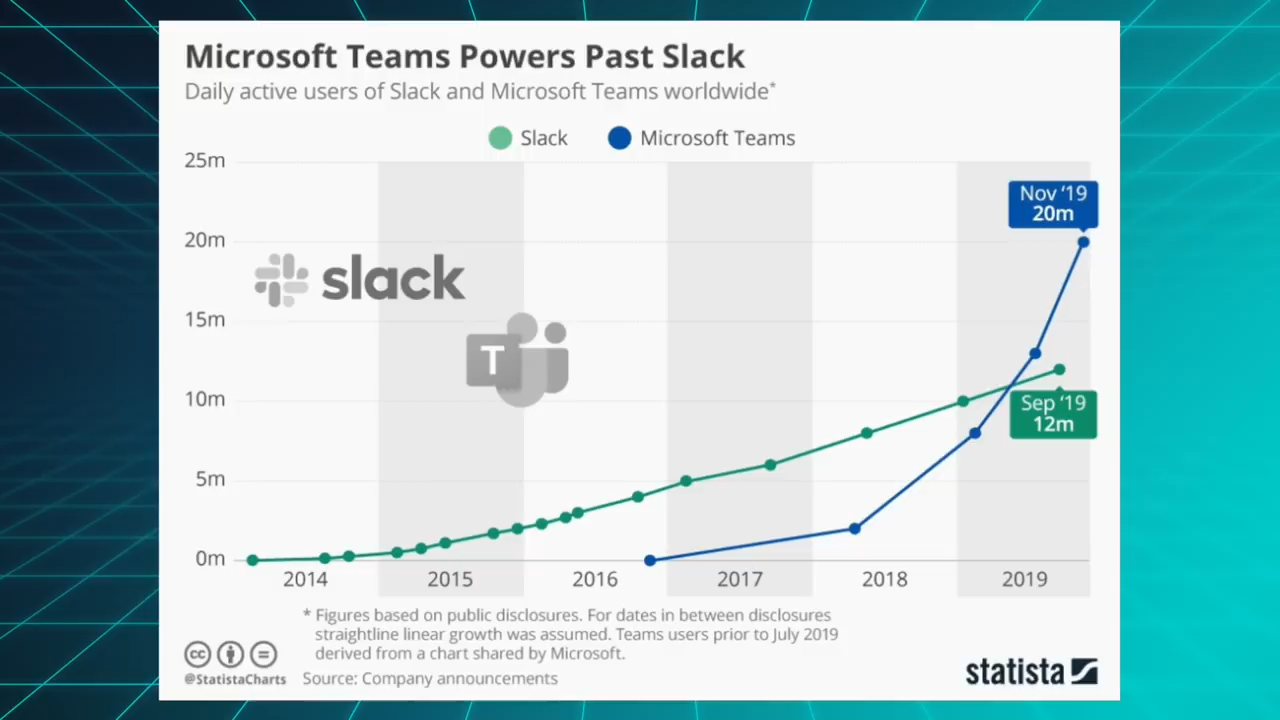 Microsoft Teams Powers Past Slack
Daily active users of Slack and Microsoft Teams worldwide*
Slack
Microsoft Teams
25m
20m
15m
10m
5m
0m
slack
T
Nov ‘19
20m
Sep ‘19
12m
2014
2015
2016
2017
2018
2019
* Figures based on public disclosures. For dates in between disclosures
straightline linear growth was assumed. Teams users prior to July 2019
derived from a chart shared by Microsoft.
cc
@StatistaCharts
Source: Company announcements
statista